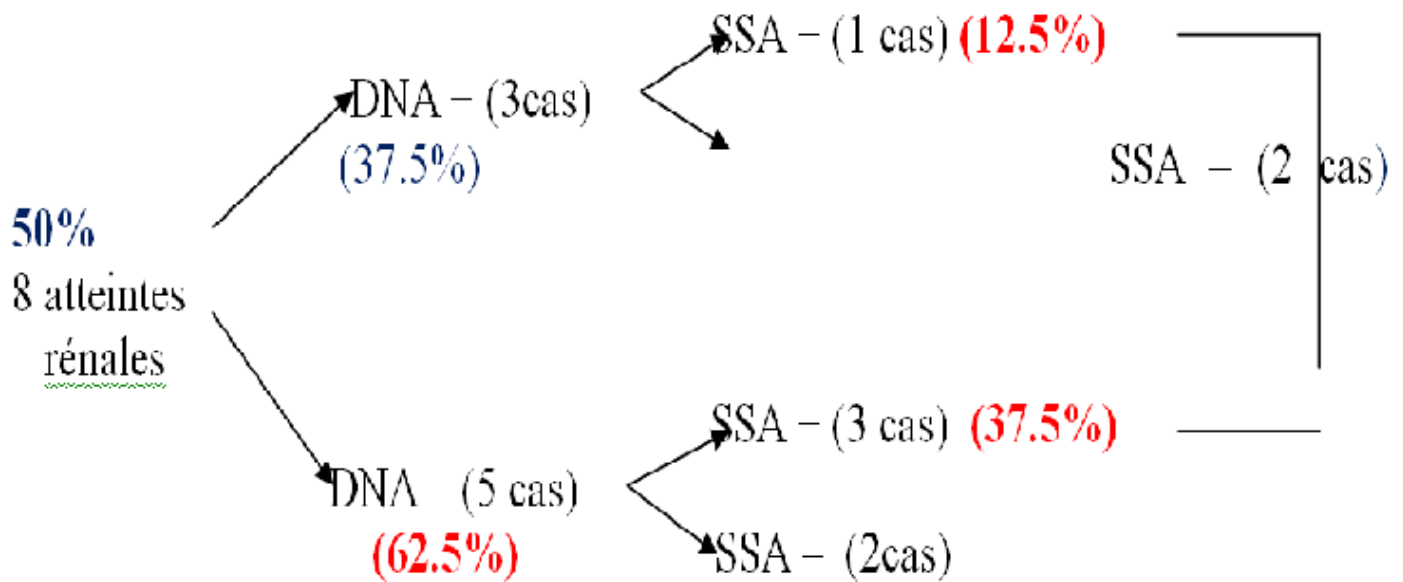 SSA – (1 cas) (12.5%)
DNA – (3cas)
(37.5%)
SSA – (2 cas)
50%
8 atteintes
rénales
SSA – (3 cas) (37.5%)
DNA (5 cas)
(62.5%)
SSA – (2cas)